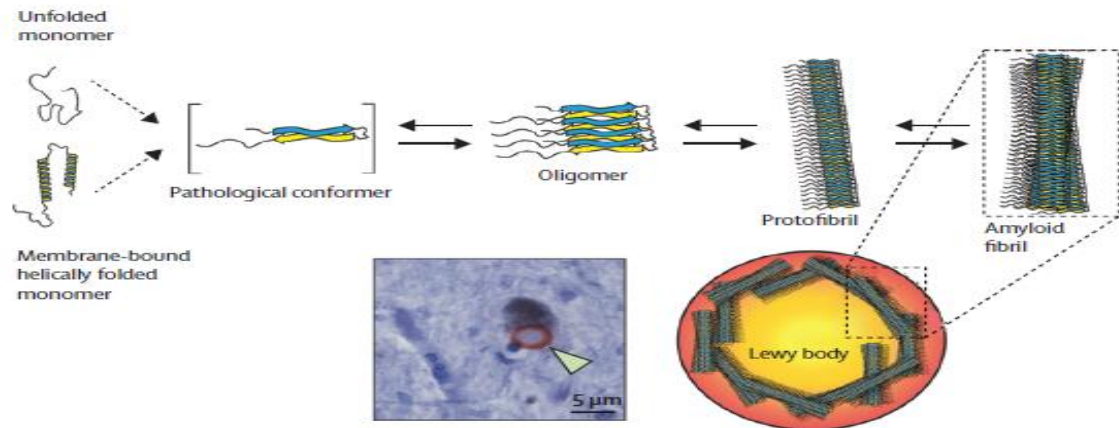 Unfolded
monomer
Pathological conformer
Oligomer
Protofibril
Amyloid
fibril
Membrane-bound
helically folded
monomer
Lewy body
5 μm